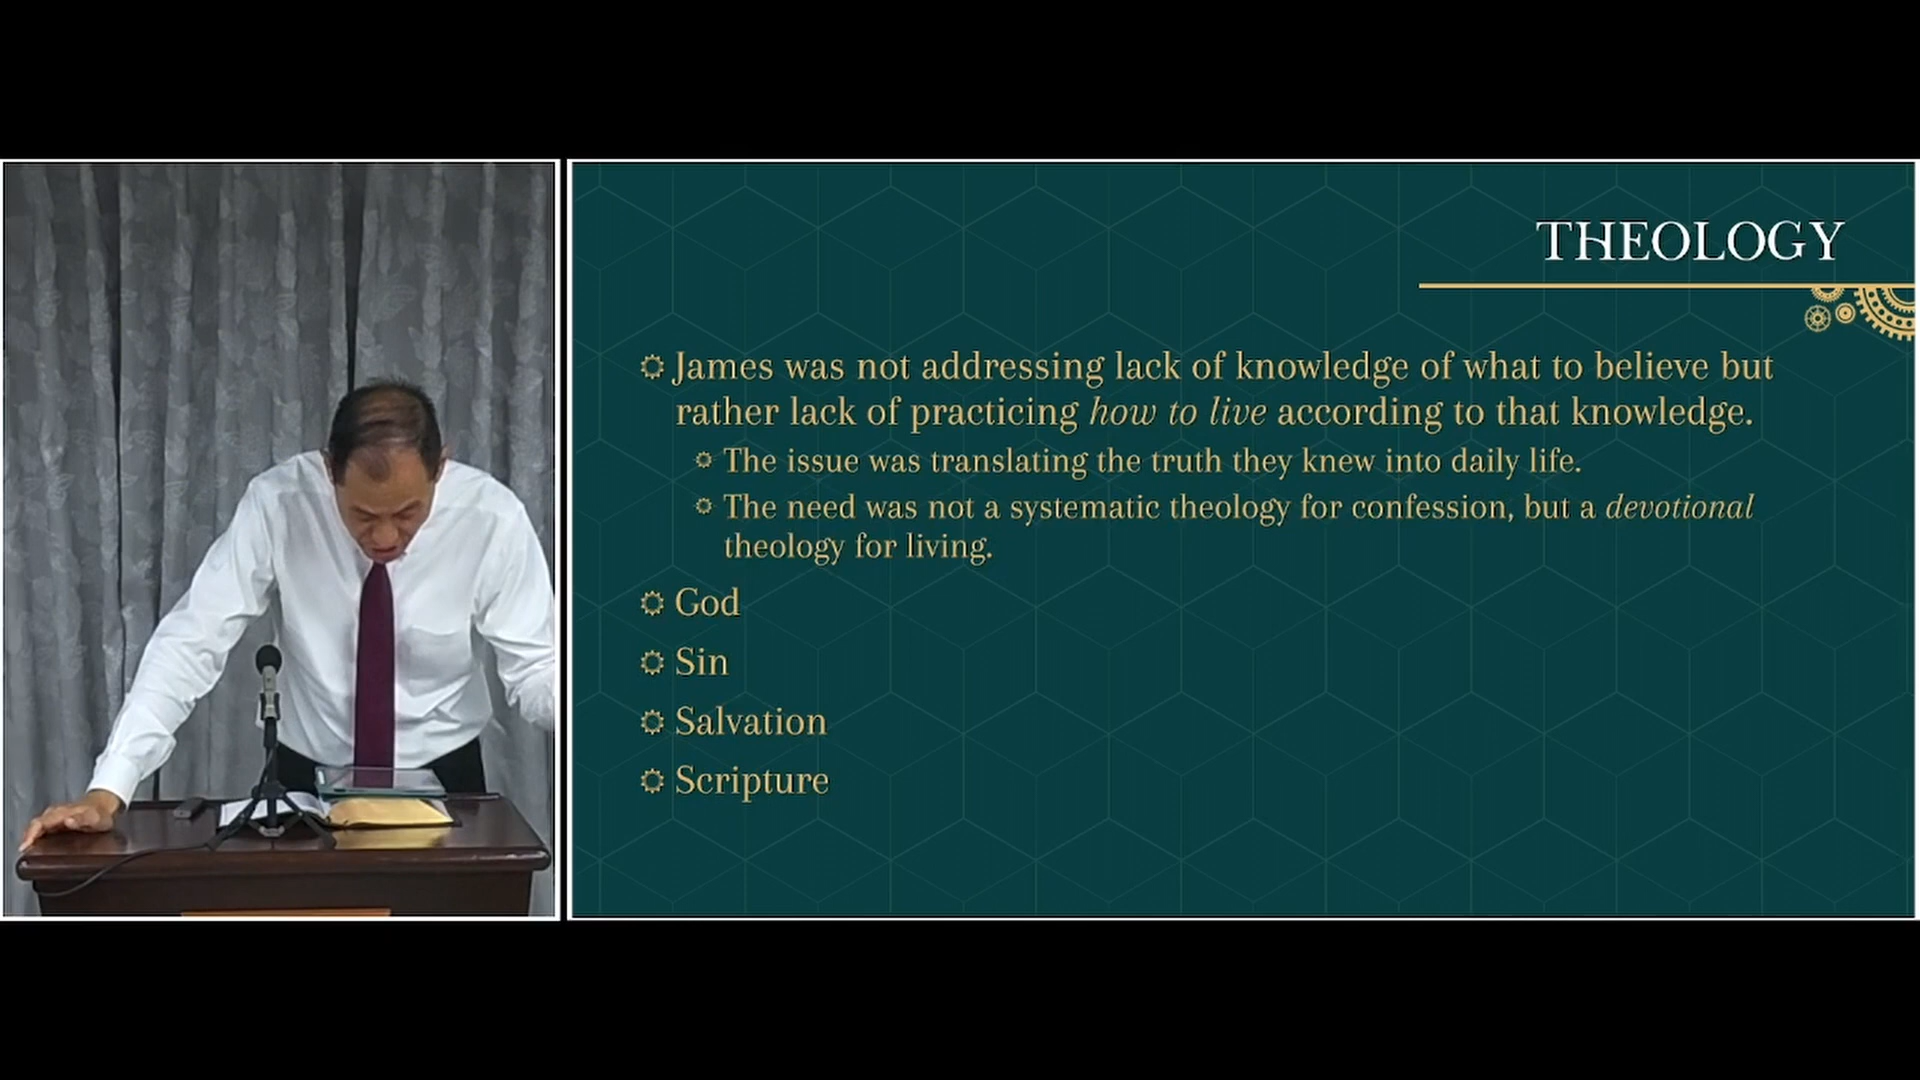 THEOLOGY
James was not addressing lack of knowledge of what to believe but
rather lack of practicing how to live according to that knowledge.
The issue was translating the truth they knew into daily life.
The need was not a systematic theology for confession, but a devotional
theology for living.
God
Sin
Salvation
Scripture